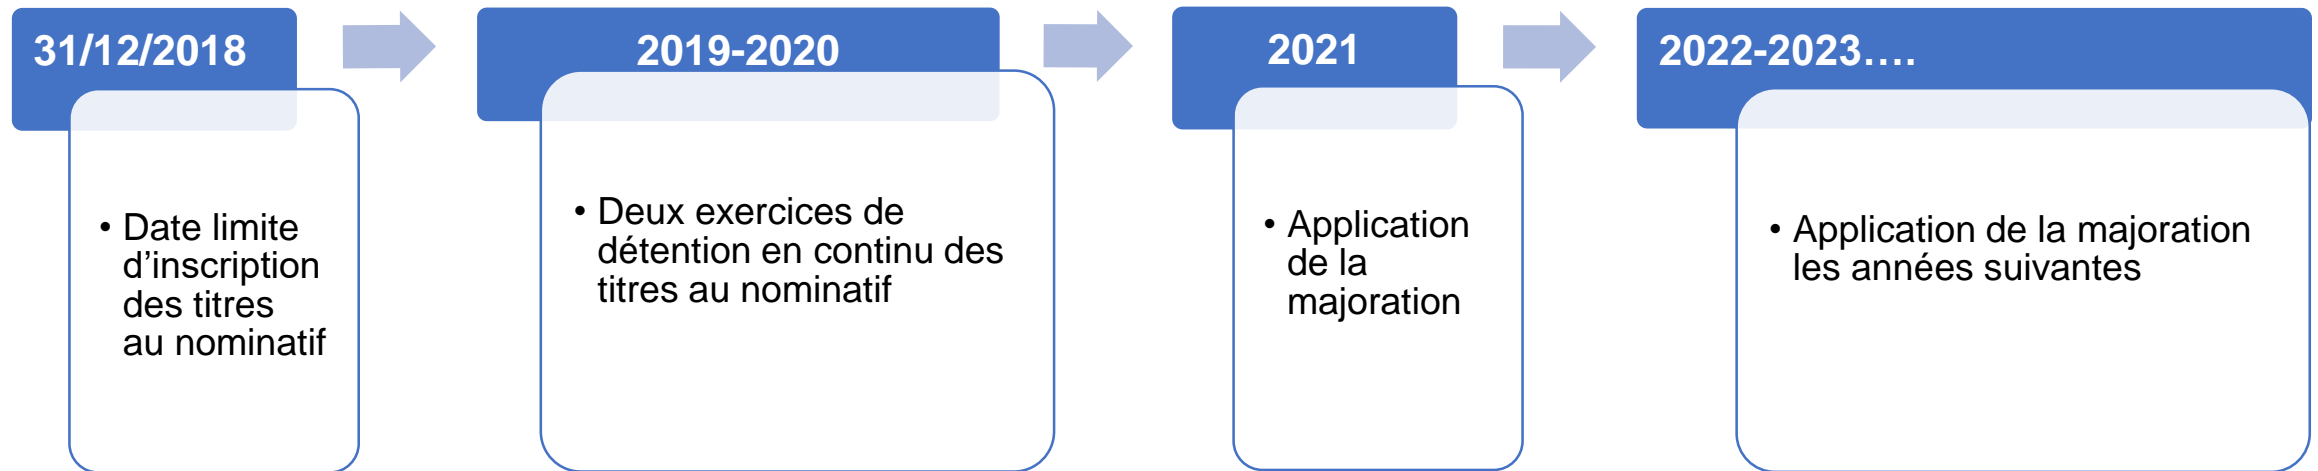 31/12/2018
• Date limite
d’inscription
des titres
au nominatif
2019-2020
• Deux exercices de
détention en continu des
titres au nominatif
2021
• Application
de la
majoration
2022-2023….
• Application de la majoration
les années suivantes